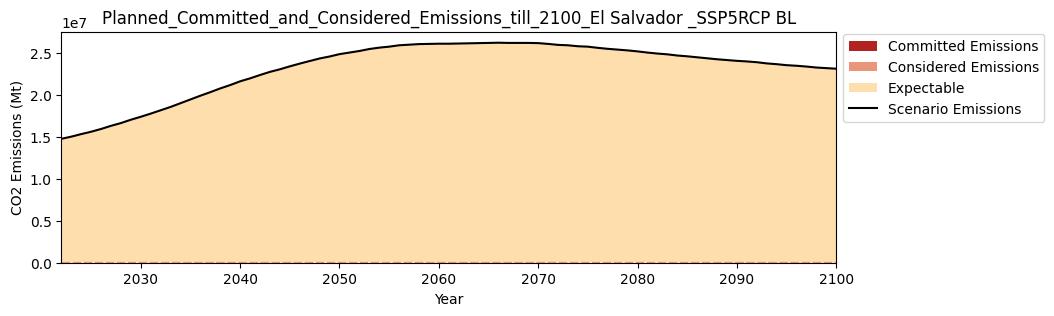 Planned_Committed_and_Considered_Emissions_till_2100_El Salvador _SSP5RCP BL
1e7
2.5
2.0
1.5
1.0
0.5
0.0
CO2 Emissions (Mt)
2030 2040 2050 2060 2070 2080 2090 2100
Year
Committed Emissions
Considered Emissions
Expectable
Scenario Emissions